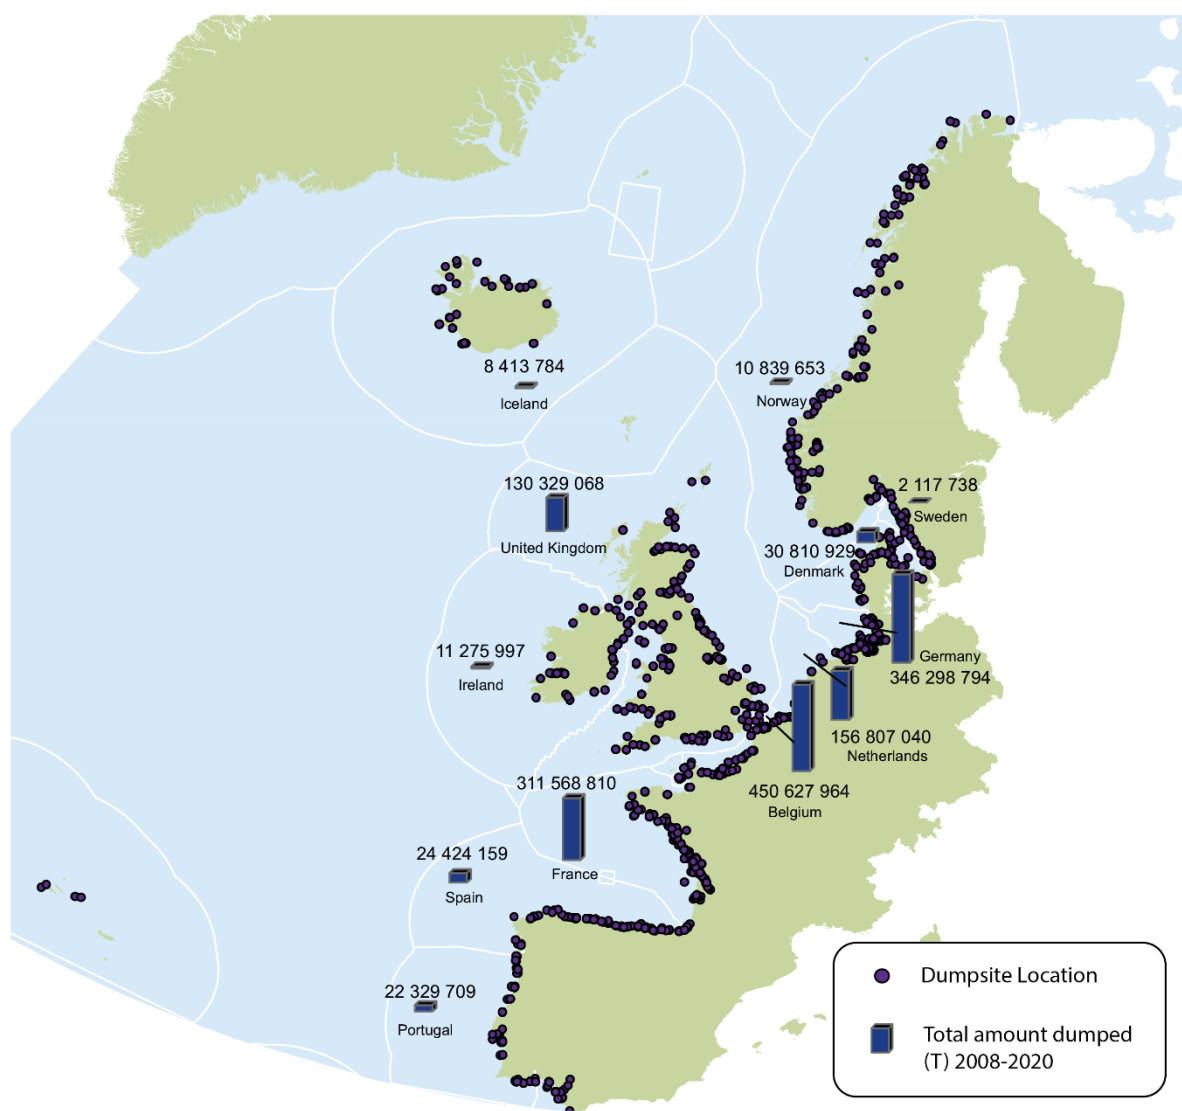 8 413 784
Iceland
10 839 653
Norway
130 329 068
United Kingdom
2 117 738
Sweden
30 810 929
Denmark
11 275 997
Ireland
Germany
346 298 794
156 807 040
Netherlands
450 627 964
Belgium
311 568 810
France
24 424 159
Spain
22 329 709
Portugal
Dumpsite Location
Total amount dumped
(T) 2008-2020